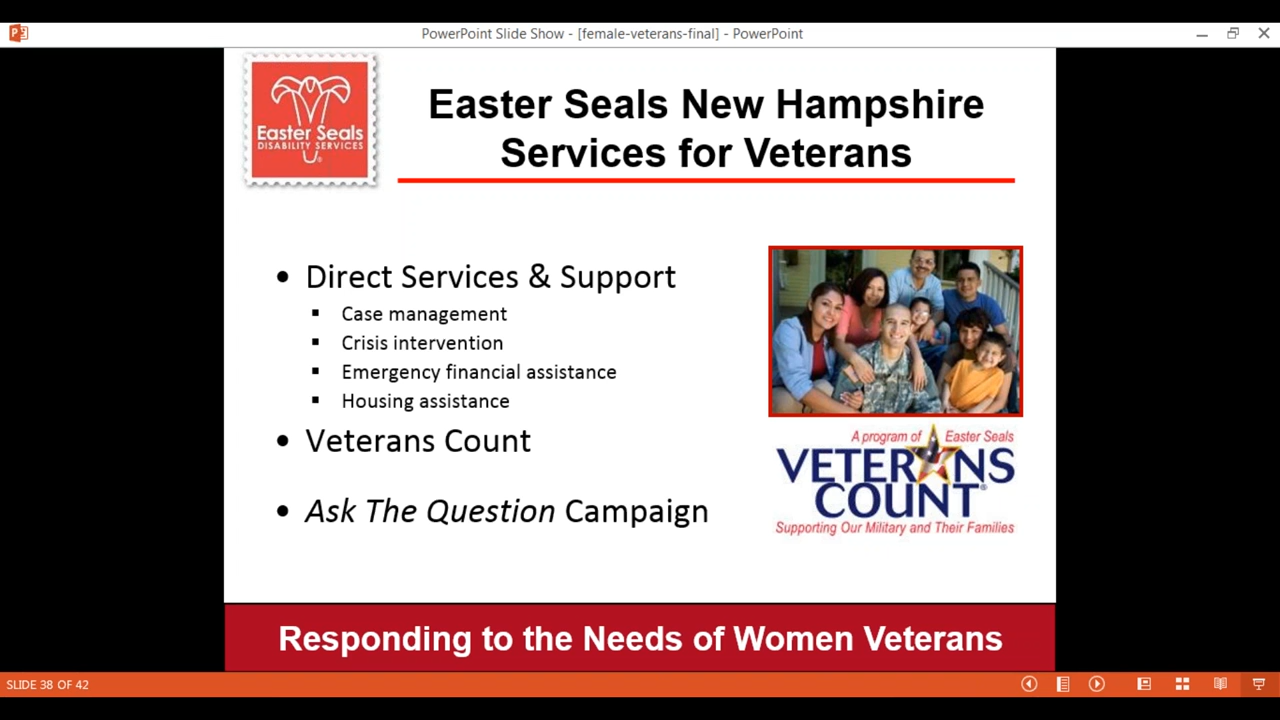 PowerPoint Slide Show - [female-veterans-final] - PowerPoint
Easter Seals
DISABILITY SERVICES
Easter Seals New Hampshire
Services for Veterans
• Direct Services & Support
▪ Case management
▪ Crisis intervention
▪ Emergency financial assistance
▪ Housing assistance
• Veterans Count
• Ask The Question Campaign
A program of Easter Seals
VETERANS
COUNT®
Supporting Our Military and Their Families
Responding to the Needs of Women Veterans
SLIDE 38 OF 42